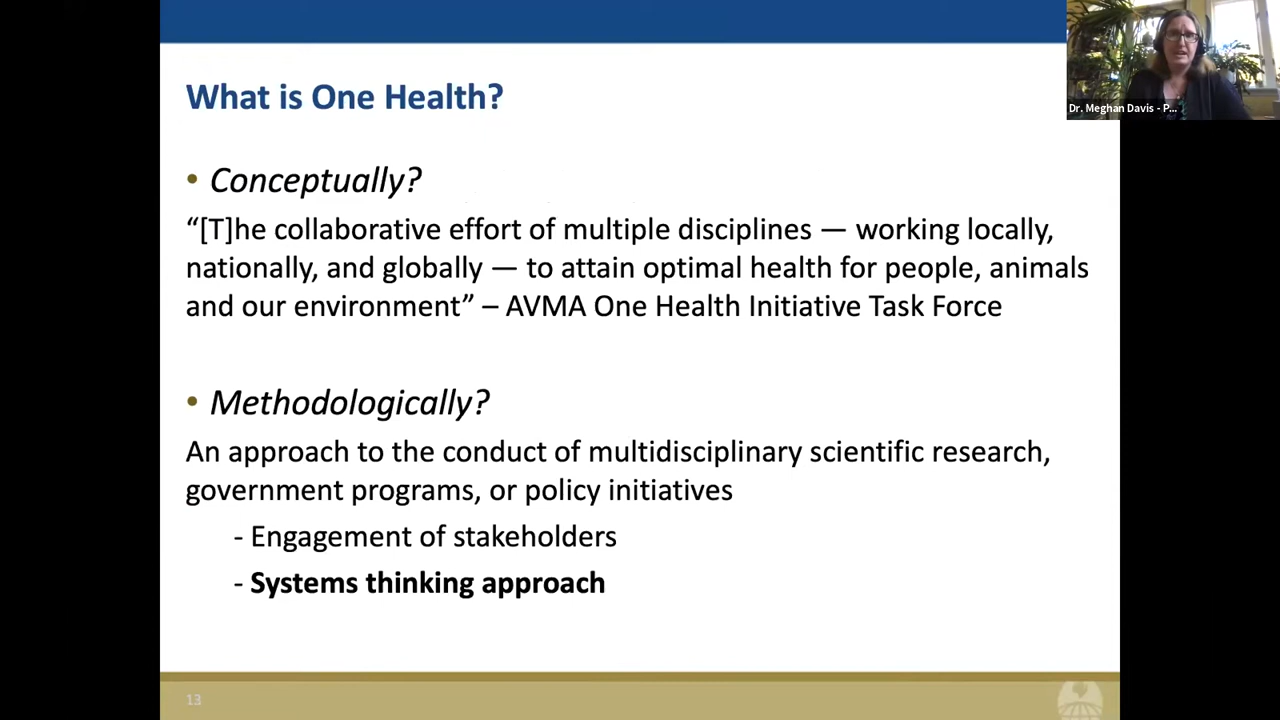 What is One Health?
Dr. Meghan Davis - P...
• Conceptually?
“[T]he collaborative effort of multiple disciplines — working locally,
nationally, and globally — to attain optimal health for people, animals
and our environment” – AVMA One Health Initiative Task Force
• Methodologically?
An approach to the conduct of multidisciplinary scientific research,
government programs, or policy initiatives
- Engagement of stakeholders
- Systems thinking approach
13